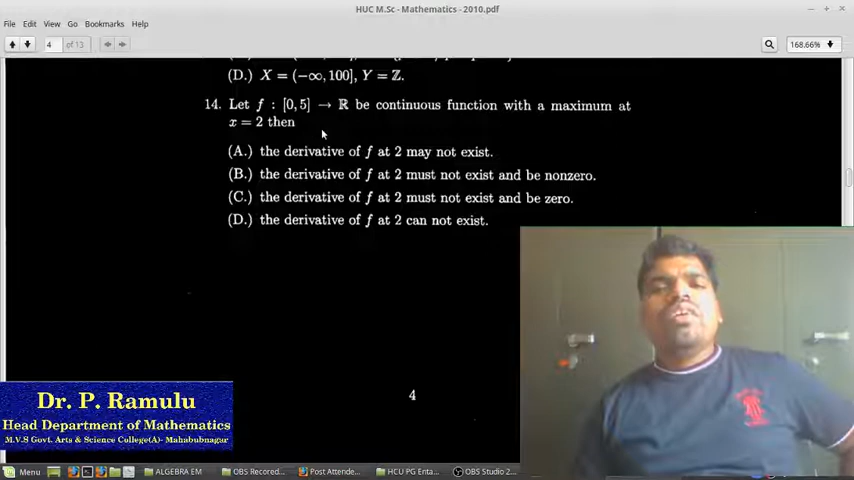 HUC M.Sc - Mathematics - 2010.pdf
File Edit View Go Bookmarks Help
4 of 13 168.66%
(D.) X = (−∞, 100], Y = ℤ.
14. Let f : [0, 5] → ℝ be continuous function with a maximum at
x = 2 then
(A.) the derivative of f at 2 may not exist.
(B.) the derivative of f at 2 must not exist and be nonzero.
(C.) the derivative of f at 2 must not exist and be zero.
(D.) the derivative of f at 2 can not exist.
4
Dr. P. Ramulu
Head Department of Mathematics
M.V.S Govt. Arts & Science College(A)- Mahabubnagar
Menu ALGEBRA EM OBS Recored... Post Attende... HCU PG Enta... OBS Studio 2...